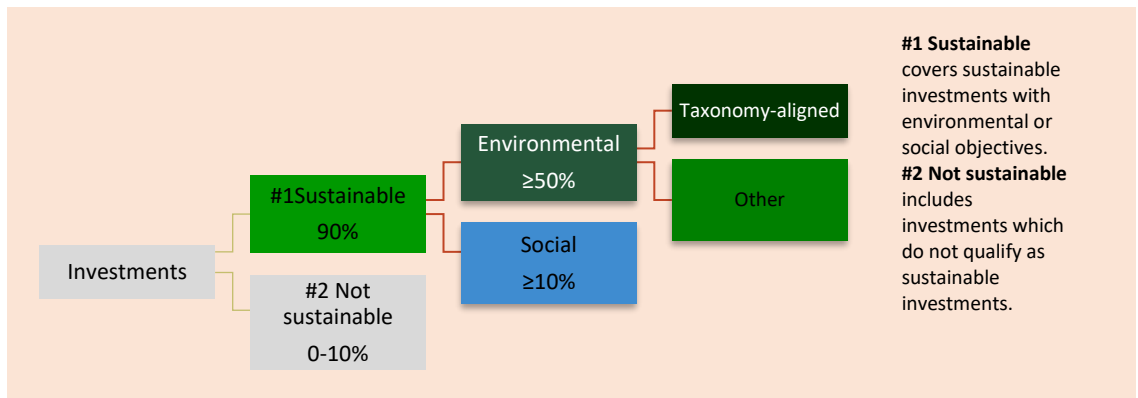 Investments
#1Sustainable
90%
#2 Not
sustainable
0-10%
Environmental
≥50%
Social
≥10%
Taxonomy-aligned
Other
#1 Sustainable
covers sustainable
investments with
environmental or
social objectives.
#2 Not sustainable
includes
investments which
do not qualify as
sustainable
investments.